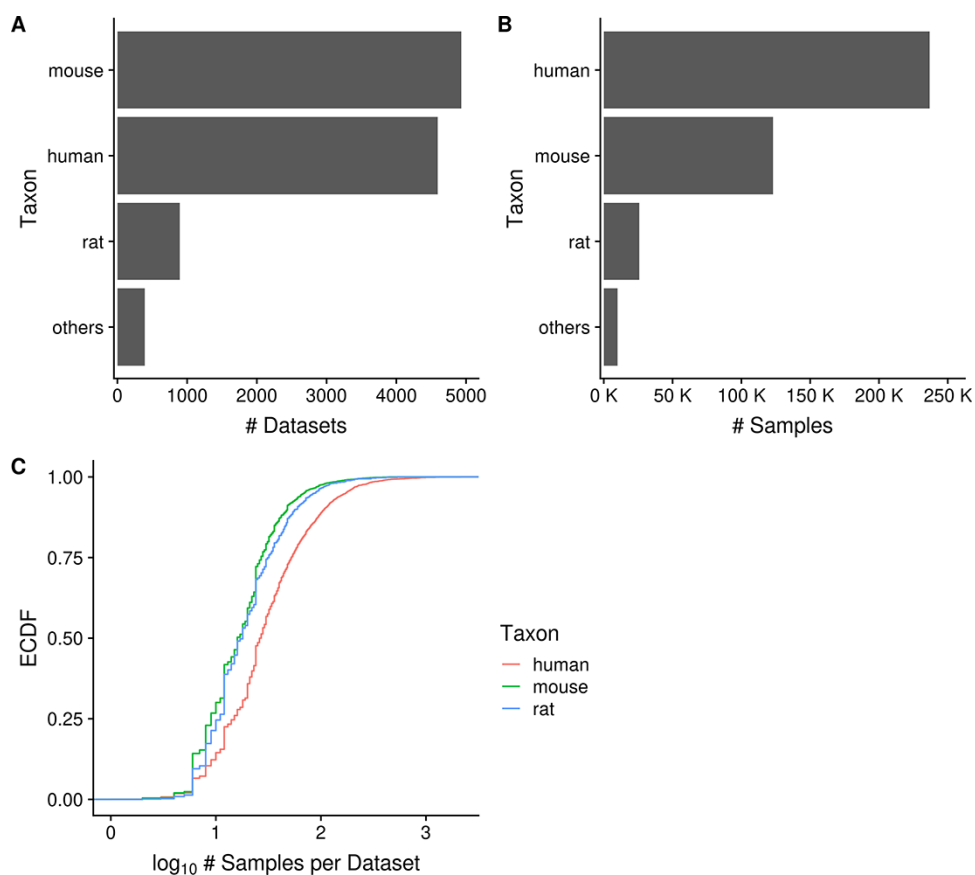 A
mouse
human
rat
others
Taxon
0 1000 2000 3000 4000 5000
# Datasets
B
human
mouse
rat
others
Taxon
0 K 50 K 100 K 150 K 200 K 250 K
# Samples
C
1.00
0.75
0.50
0.25
0.00
ECDF
0 1 2 3
log₁₀ # Samples per Dataset
Taxon
human
mouse
rat